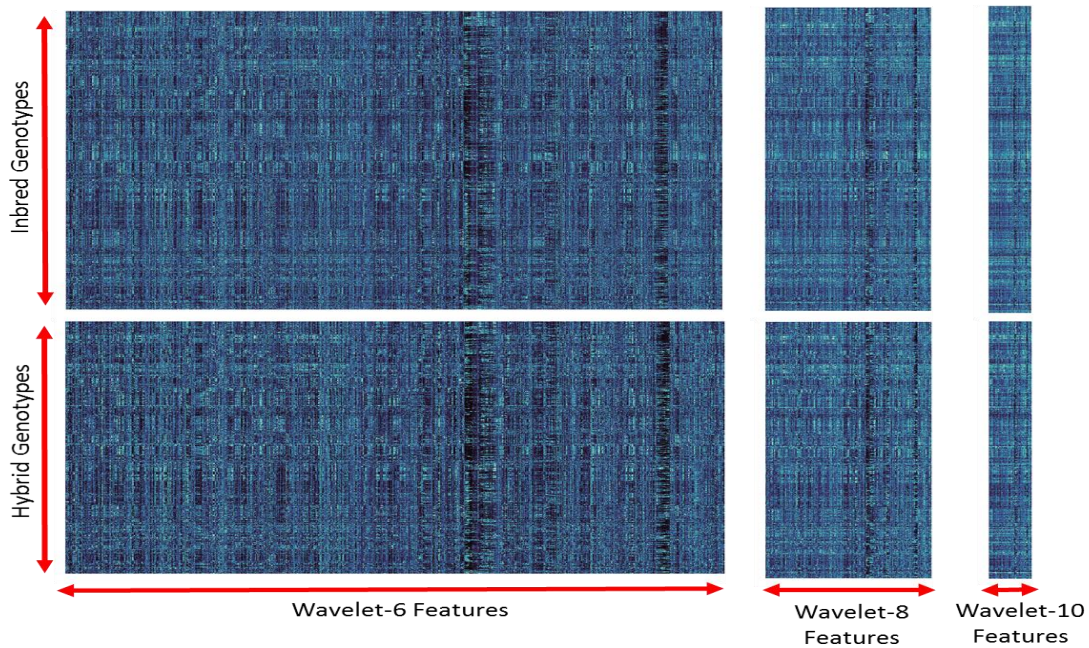 Inbred Genotypes
Hybrid Genotypes
Wavelet-6 Features
Wavelet-8
Features
Wavelet-10
Features